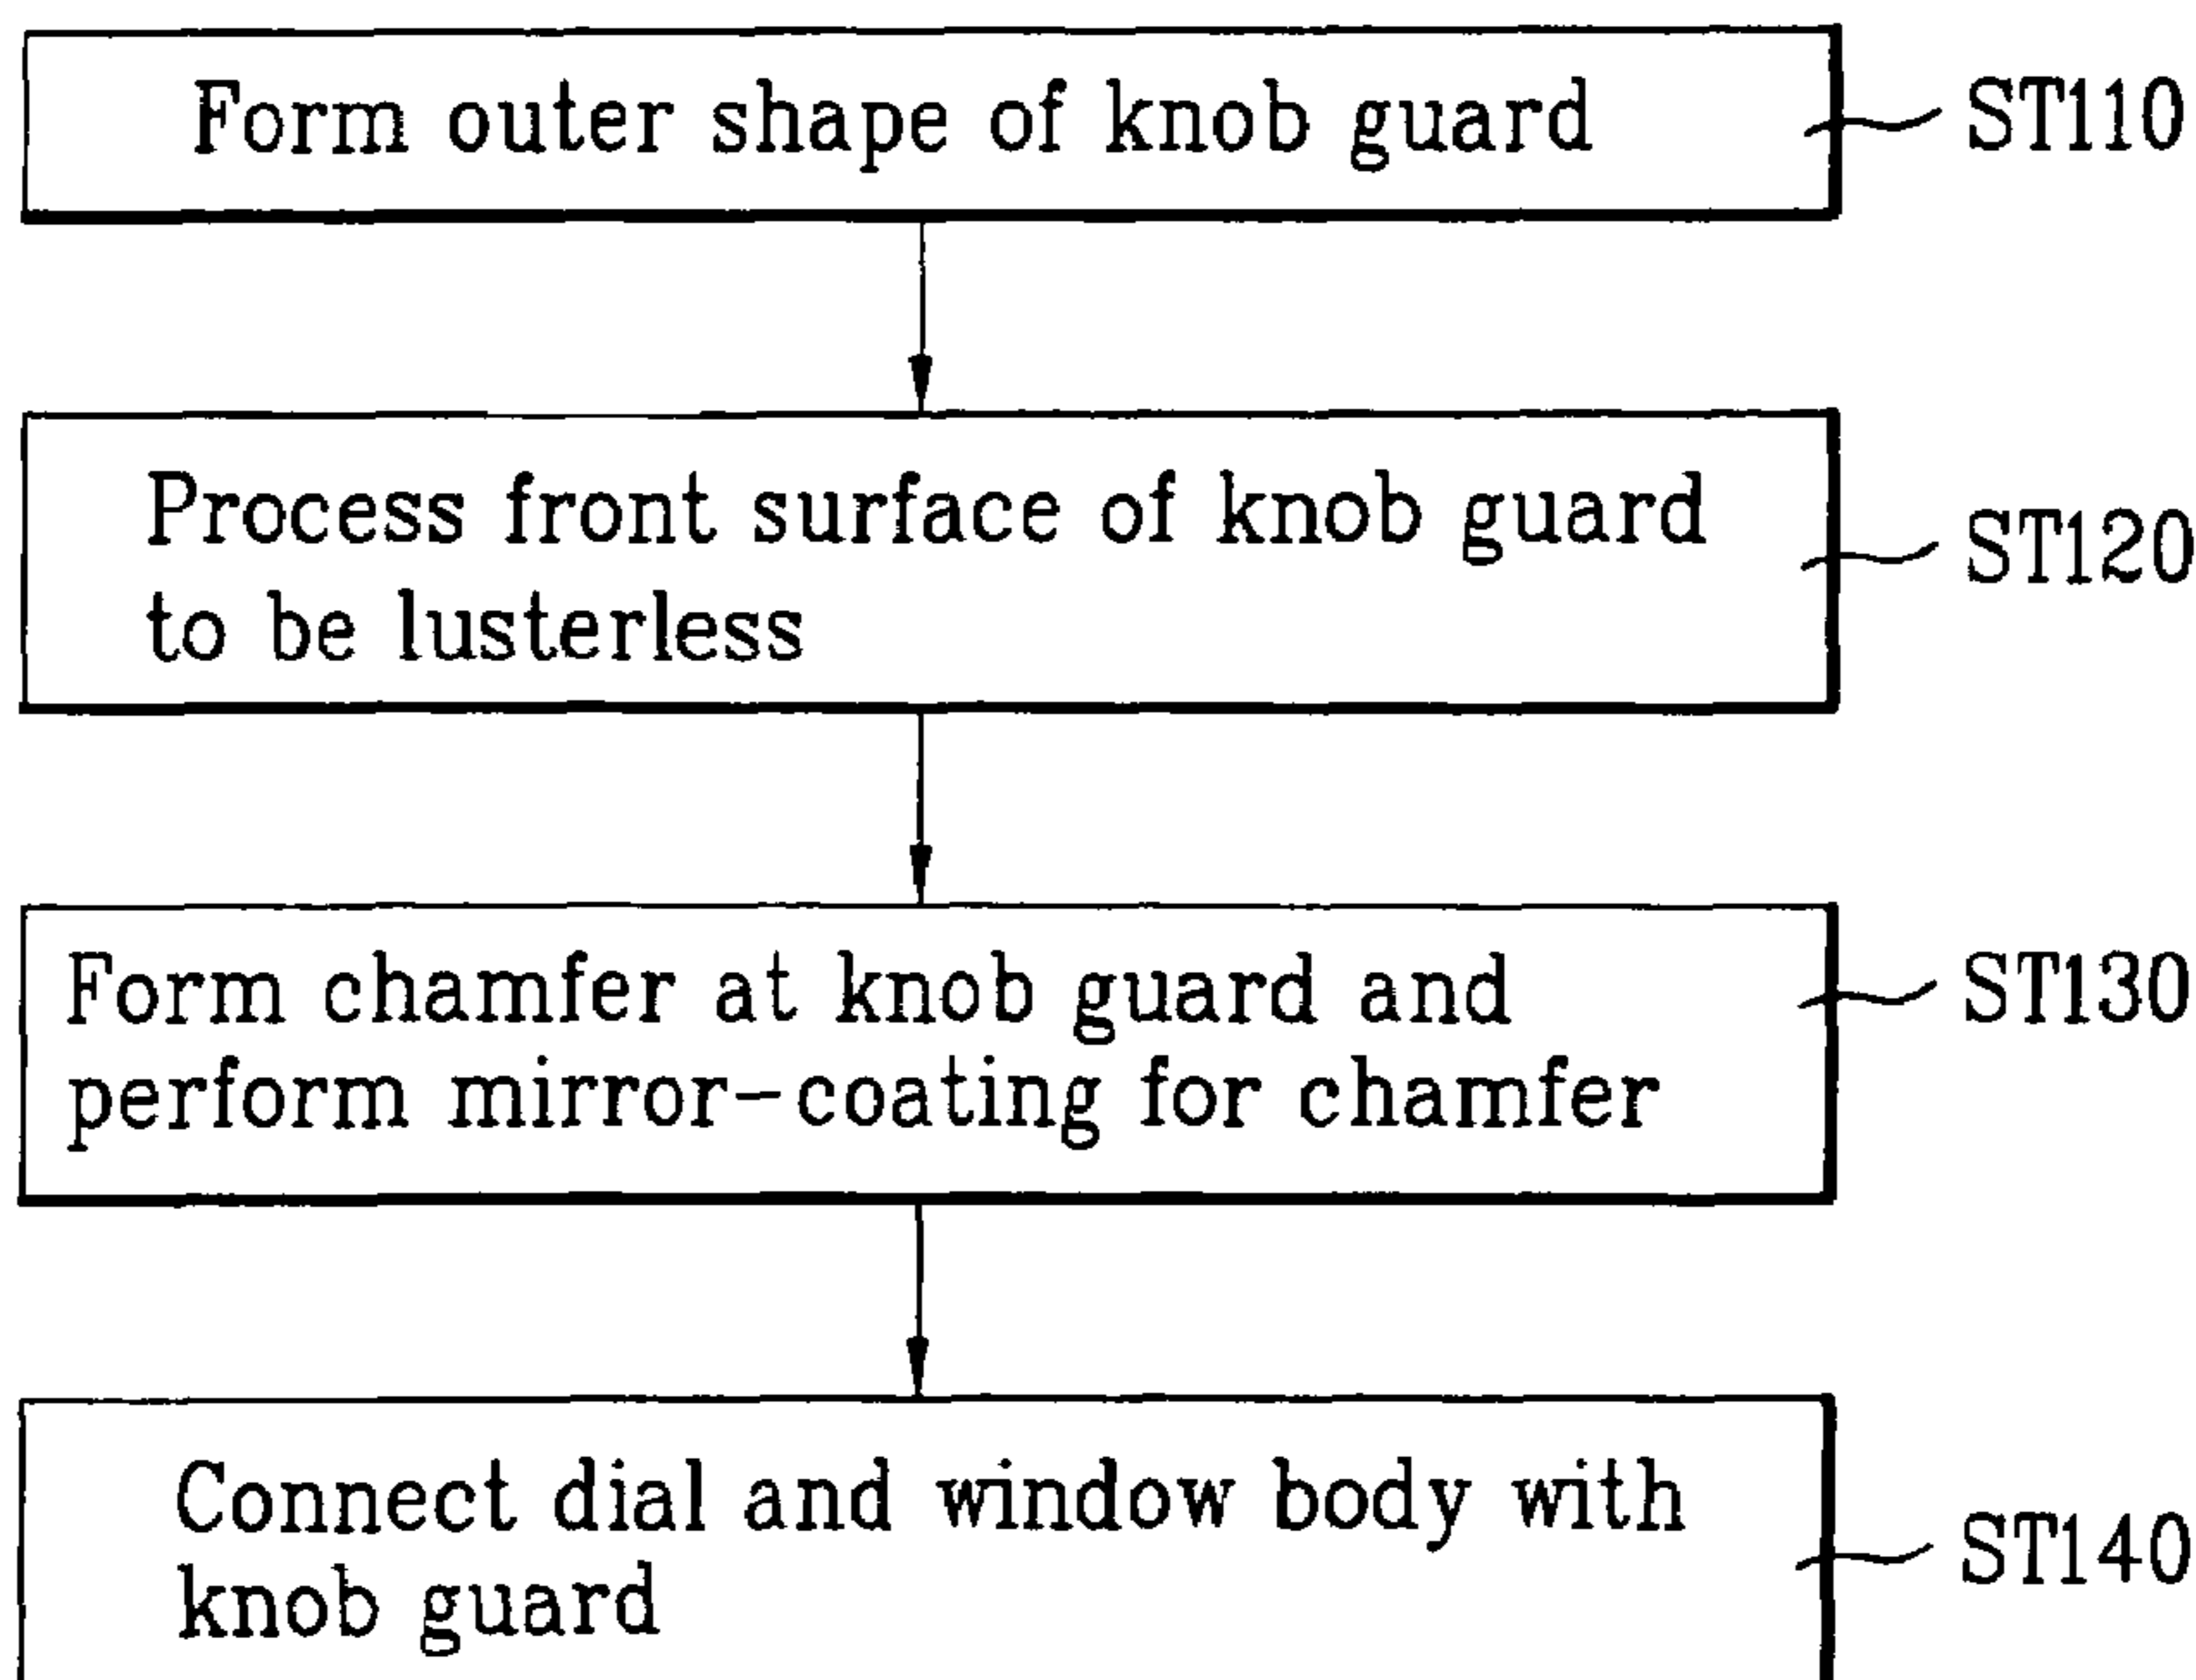 Form outer shape of knob guard
ST110
Process front surface of knob guard
to be lusterless
ST120
Form chamfer at knob guard and
perform mirror-coating for chamfer
ST130
Connect dial and window body with
knob guard
ST140